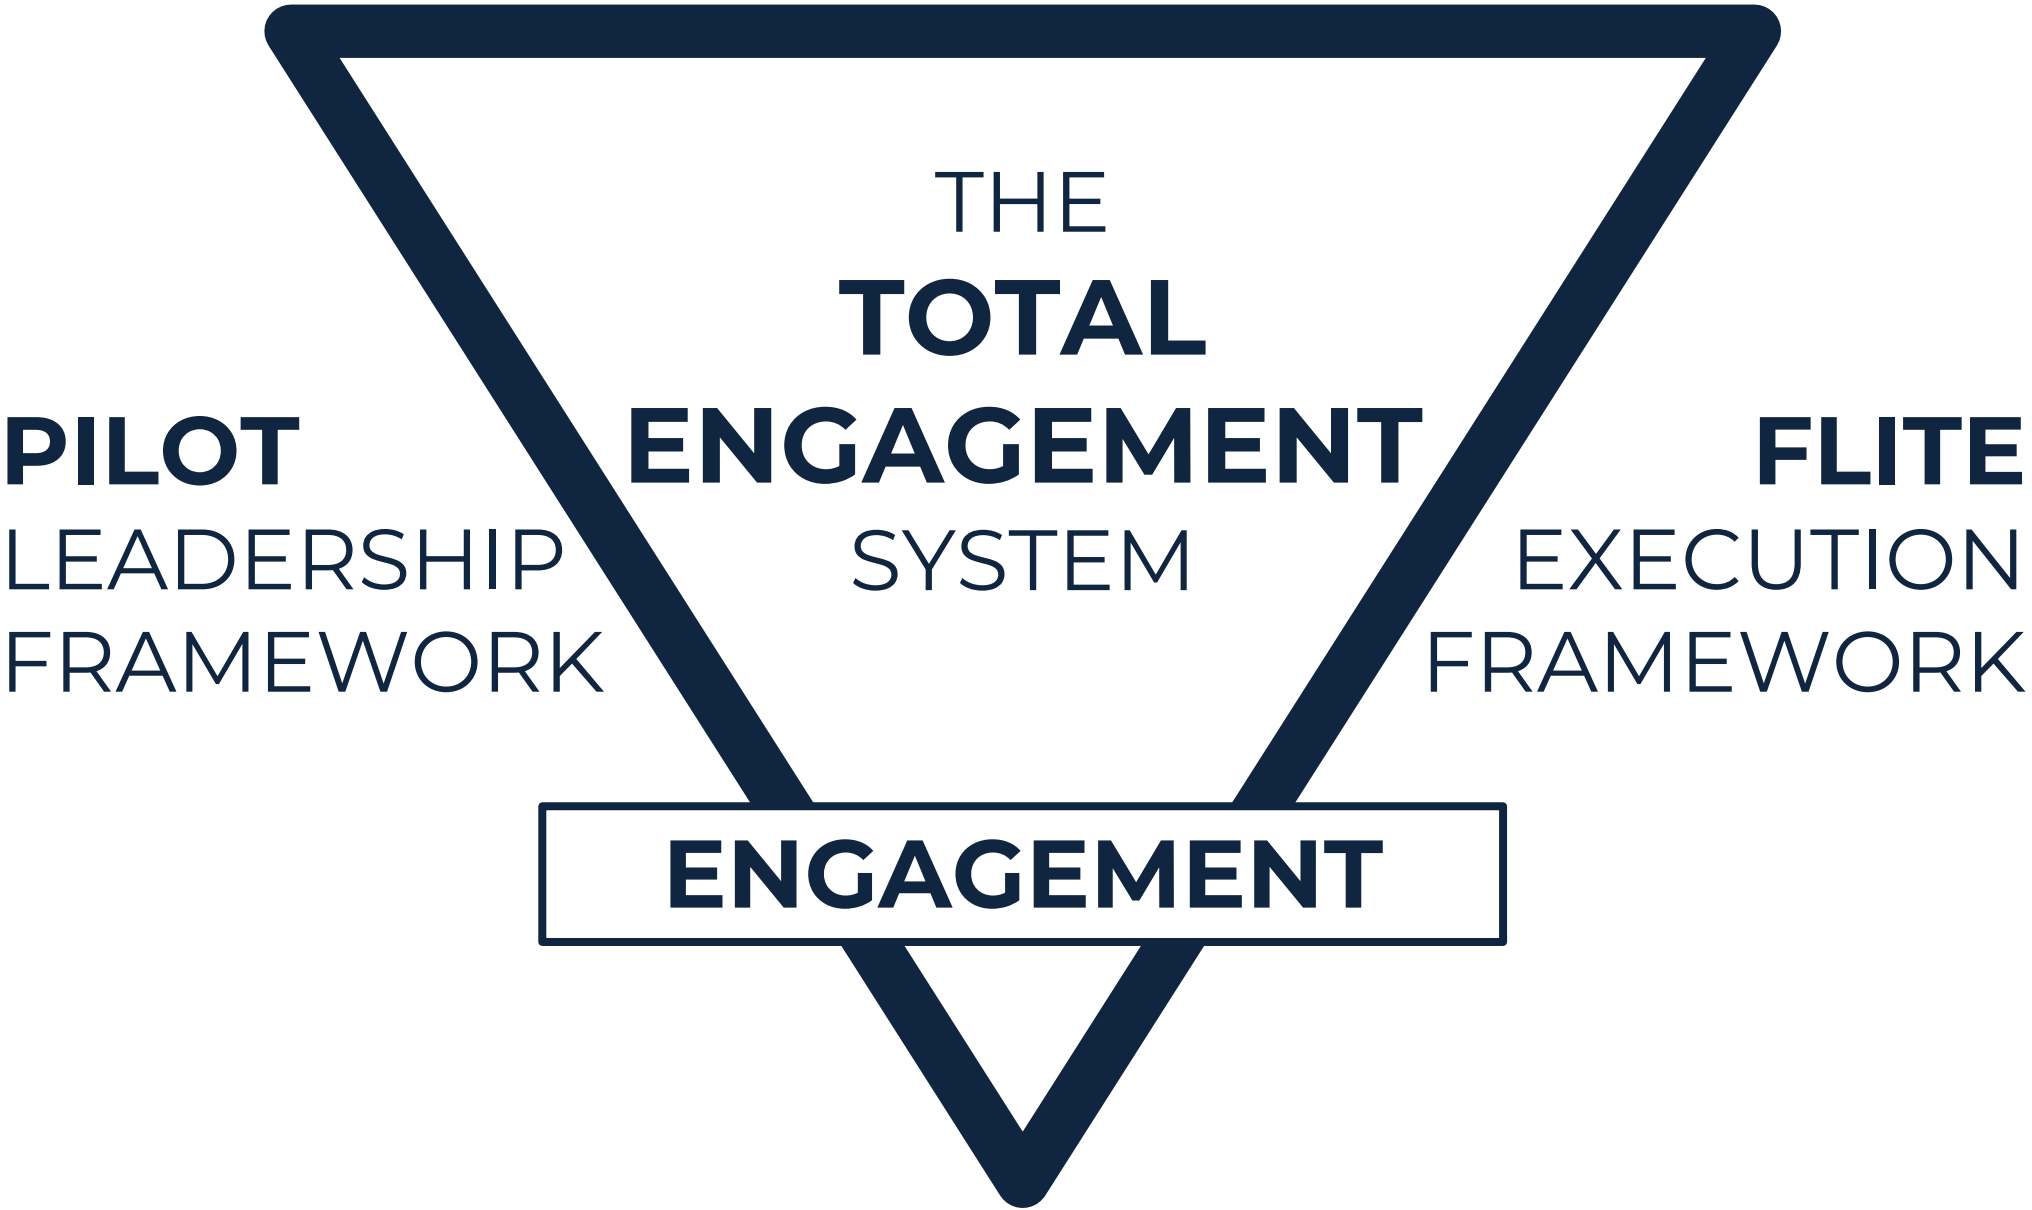 THE
TOTAL
ENGAGEMENT
SYSTEM
PILOT
LEADERSHIP
FRAMEWORK
FLITE
EXECUTION
FRAMEWORK
ENGAGEMENT